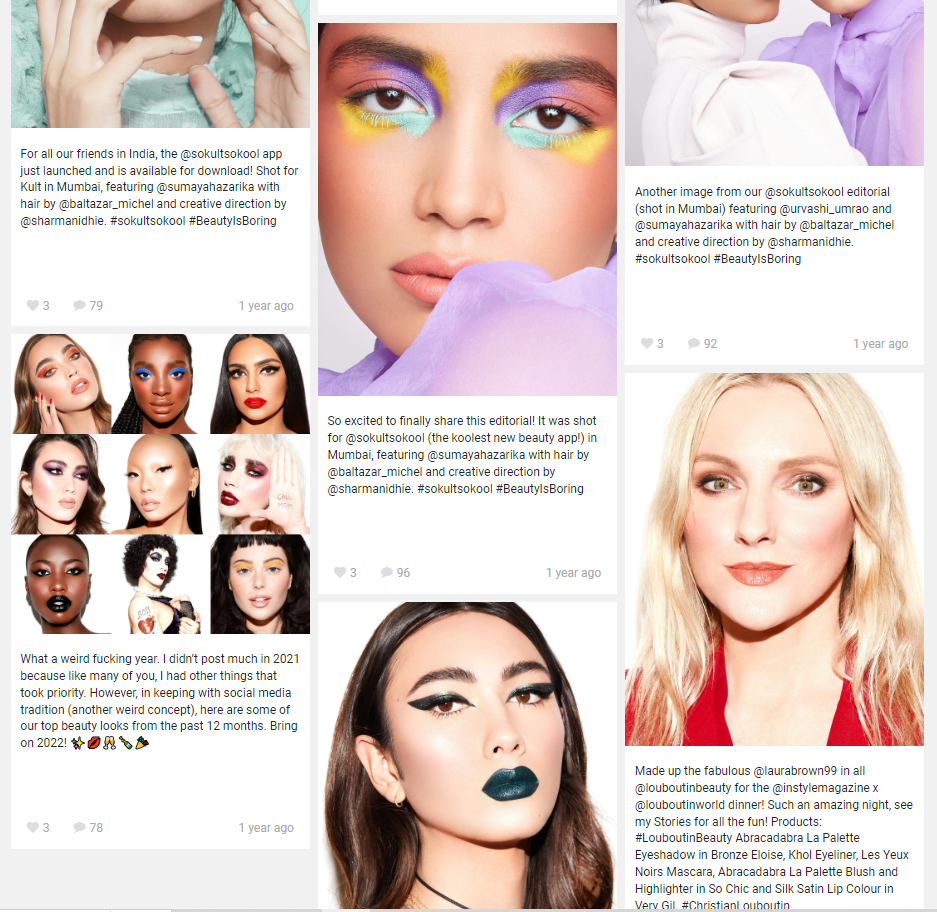 For all our friends in India, the @sokultsokool app
just launched and is available for download! Shot for
Kult in Mumbai, featuring @sumayahazarika with
hair by @baltazar_michel and creative direction by
@sharmanidhie. #sokultsokool #BeautyIsBoring
3 79 1 year ago
What a weird fucking year. I didn't post much in 2021
because like many of you, I had other things that
took priority. However, in keeping with social media
tradition (another weird concept), here are some of
our top beauty looks from the past 12 months. Bring
on 2022! ✨💋🥂🍾🎉
3 78 1 year ago
So excited to finally share this editorial! It was shot
for @sokultsokool (the koolest new beauty app!) in
Mumbai, featuring @sumayahazarika with hair by
@baltazar_michel and creative direction by
@sharmanidhie. #sokultsokool #BeautyIsBoring
3 96 1 year ago
Another image from our @sokultsokool editorial
(shot in Mumbai) featuring @urvashi_umrao and
@sumayahazarika with hair by @baltazar_michel
and creative direction by @sharmanidhie.
#sokultsokool #BeautyIsBoring
3 92 1 year ago
Made up the fabulous @laurabrown99 in all
@louboutinbeauty for the @instylemagazine x
@louboutinworld dinner! Such an amazing night, see
my Stories for all the fun! Products:
#LouboutinBeauty Abracadabra La Palette
Eyeshadow in Bronze Eloise, Khol Eyeliner, Les Yeux
Noirs Mascara, Abracadabra La Palette Blush and
Highlighter in So Chic and Silk Satin Lip Colour in
Very Gil. #ChristianLouboutin